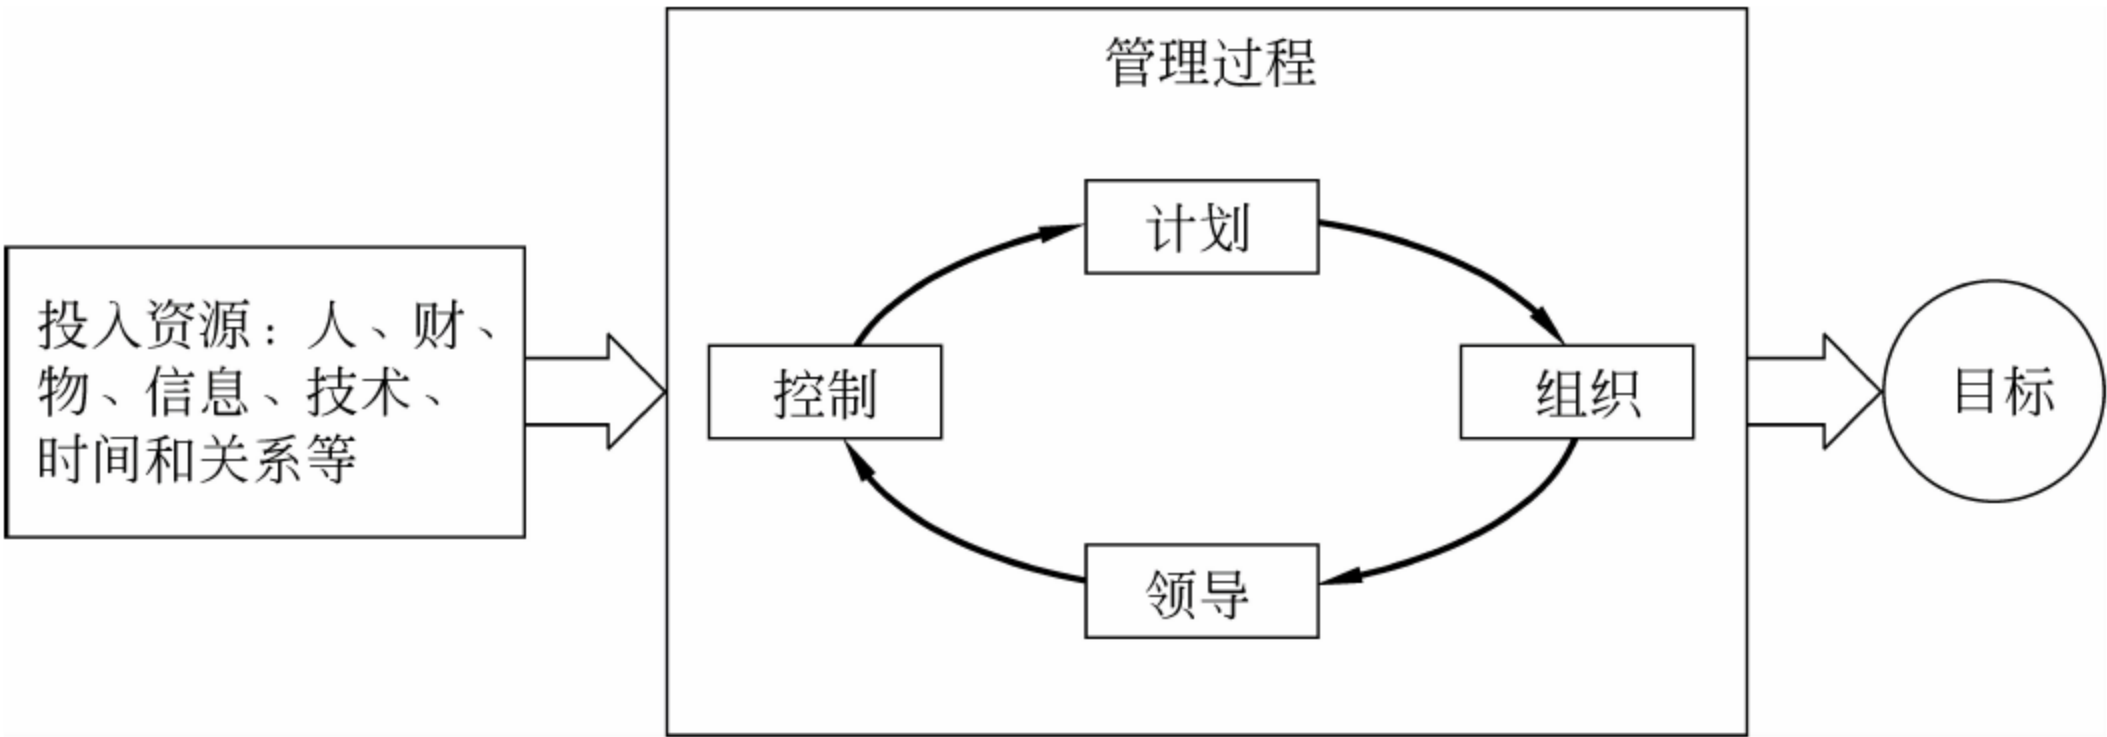 管理过程
计划
投入资源：人、财、
物、信息、技术、
时间和关系等
控制
组织
目标
领导